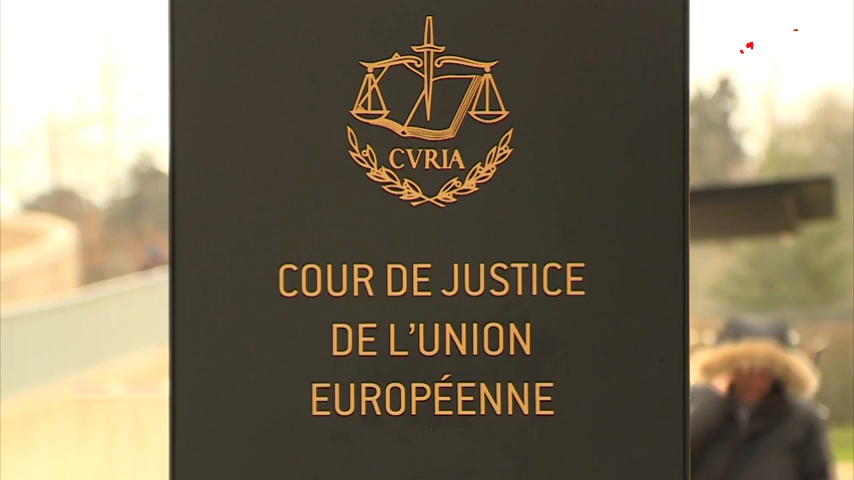 CVRIA
COUR DE JUSTICE
DE L'UNION
EUROPÉENNE